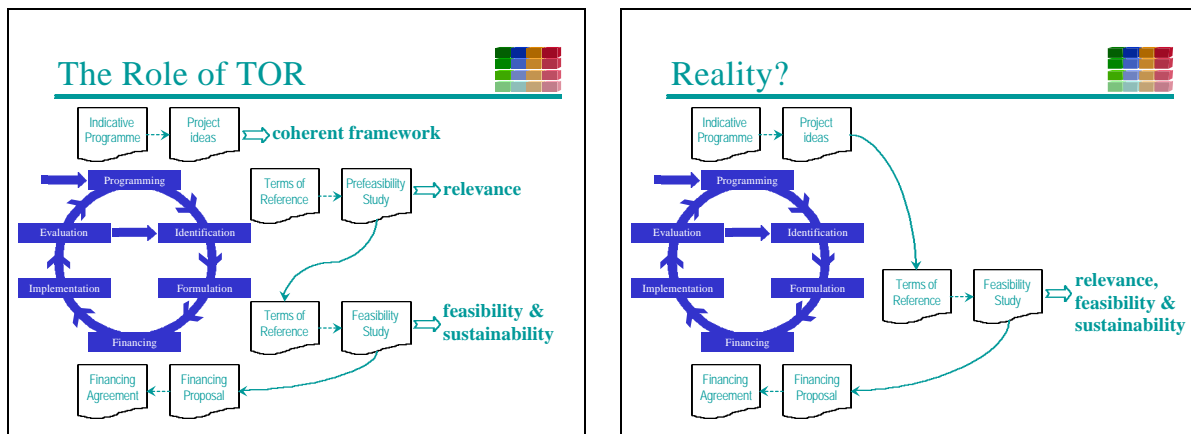 The Role of TOR
Indicative
Programme
Project
ideas
coherent framework
Programming
Terms of
Reference
Prefeasibility
Study
relevance
Evaluation
Identification
Implementation
Formulation
Terms of
Reference
Feasibility
Study
feasibility &
sustainability
Financing
Financing
Agreement
Financing
Proposal
Reality?
Indicative
Programme
Project
ideas
Programming
Evaluation
Identification
Implementation
Formulation
Terms of
Reference
Feasibility
Study
relevance,
feasibility &
sustainability
Financing
Financing
Agreement
Financing
Proposal